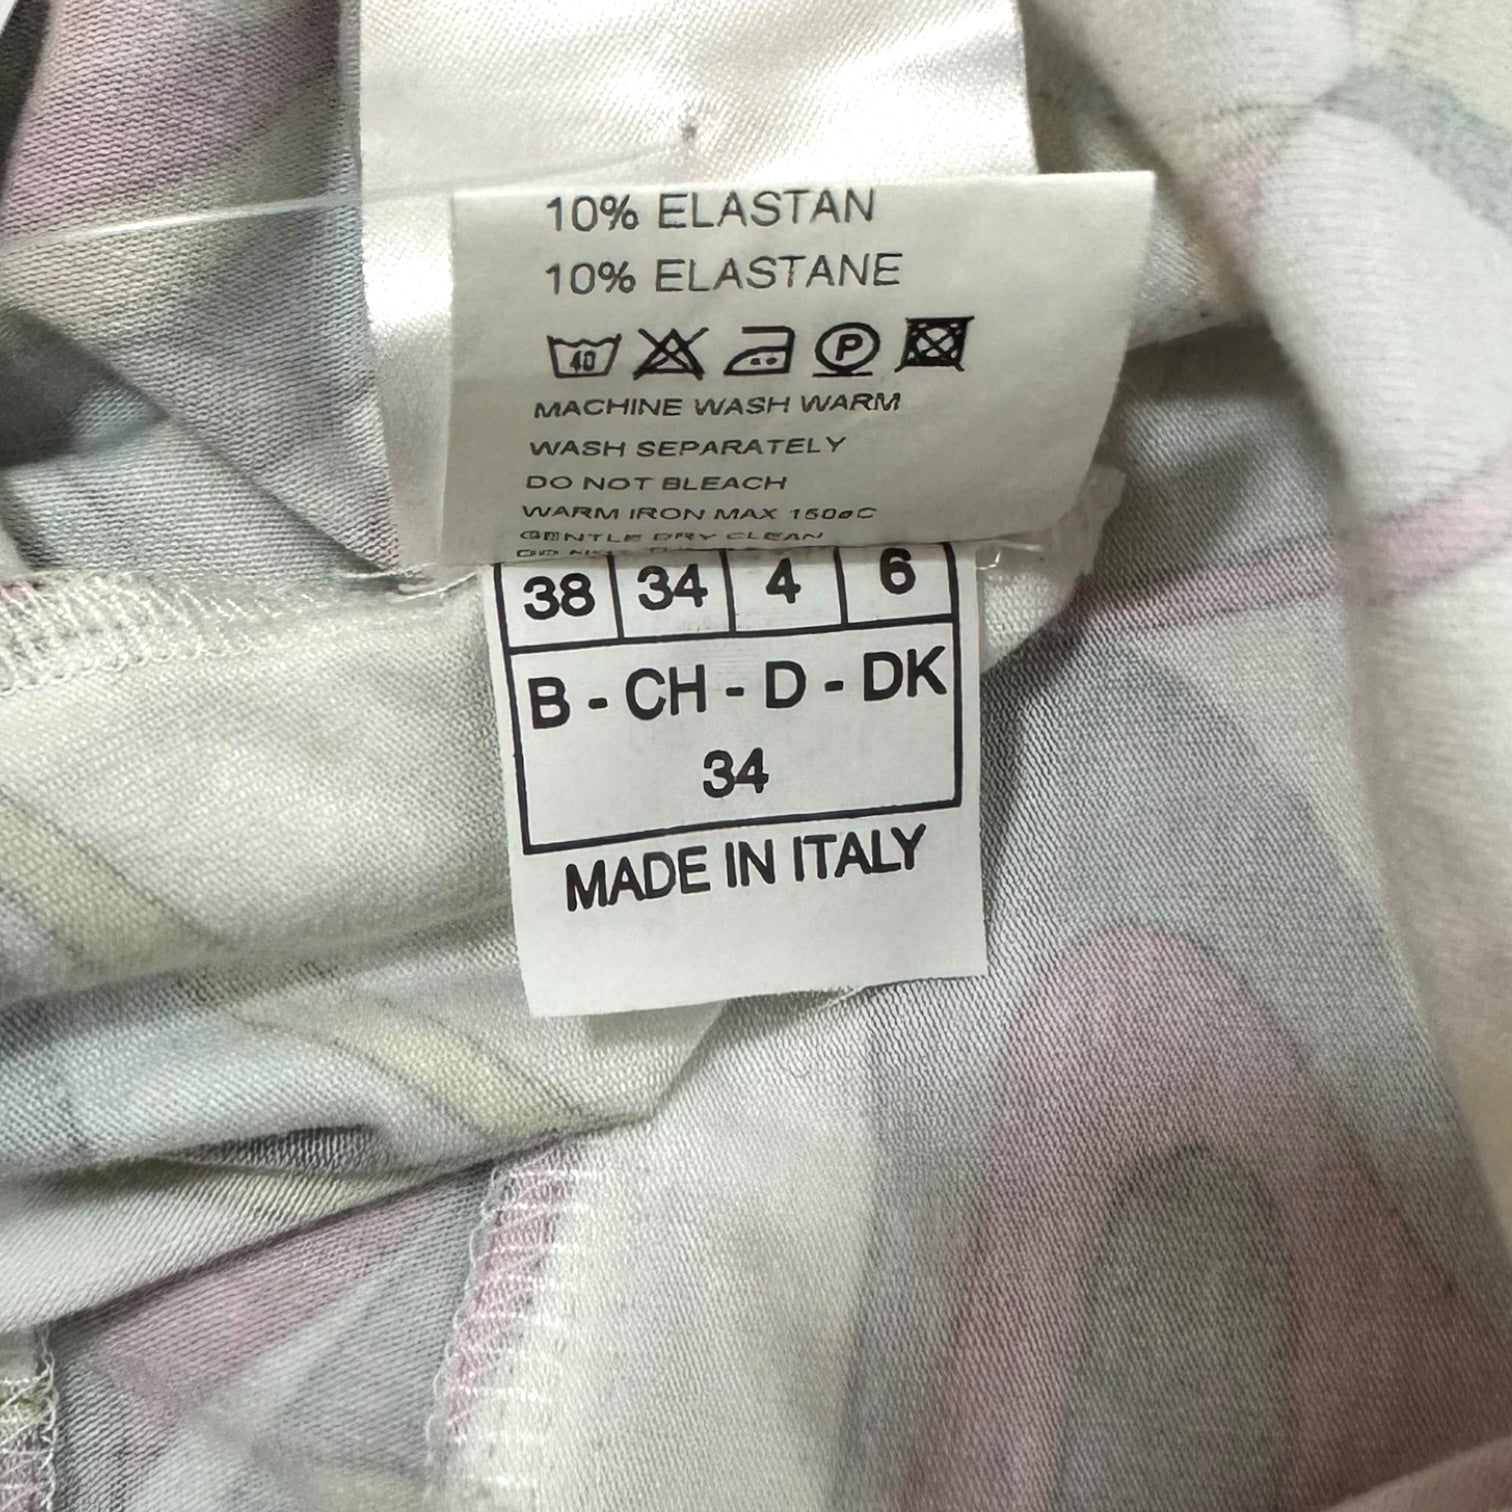 10% ELASTAN
10% ELASTANE
40 P
MACHINE WASH WARM
WASH SEPARATELY
DO NOT BLEACH
WARM IRON MAX 150øC
GENTLE DRY CLEAN
38 34 4 6
B - CH - D - DK
34
MADE IN ITALY